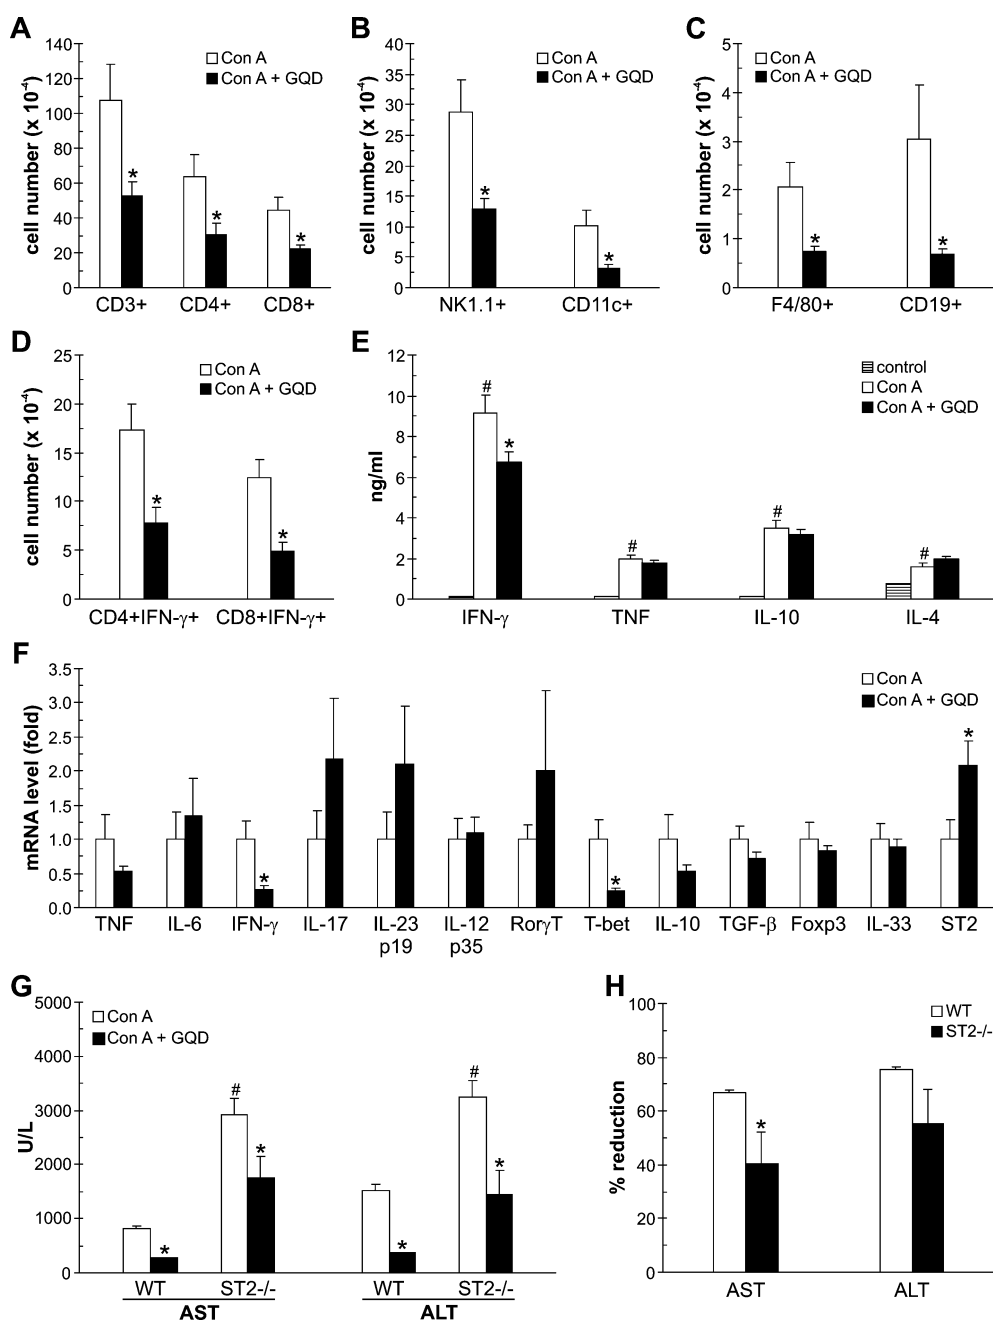 A
B
C
140
120
100
80
60
40
20
0
cell number (x 10-4)
Con A
Con A + GQD
*
*
*
CD3+ CD4+ CD8+
40
35
30
25
20
15
10
5
0
cell number (x 10-4)
Con A
Con A + GQD
*
*
NK1.1+ CD11c+
5
4
3
2
1
0
cell number (x 10-4)
Con A
Con A + GQD
*
*
F4/80+ CD19+
D
E
25
20
15
10
5
0
cell number (x 10-4)
Con A
Con A + GQD
*
*
CD4+IFN-γ+ CD8+IFN-γ+
12
10
8
6
4
2
0
ng/ml
control
Con A
Con A + GQD
#
*
#
#
#
IFN-γ TNF IL-10 IL-4
F
3.5
3.0
2.5
2.0
1.5
1.0
0.5
0.0
mRNA level (fold)
Con A
Con A + GQD
*
*
*
TNF IL-6 IFN-γ IL-17 IL-23 IL-12 RorγT T-bet IL-10 TGF-β Foxp3 IL-33 ST2
p19 p35
G
H
5000
4000
3000
2000
1000
0
U/L
Con A
Con A + GQD
*
#
*
*
#
*
WT ST2-/- WT ST2-/-
AST ALT
100
80
60
40
20
0
% reduction
WT
ST2-/-
*
AST ALT